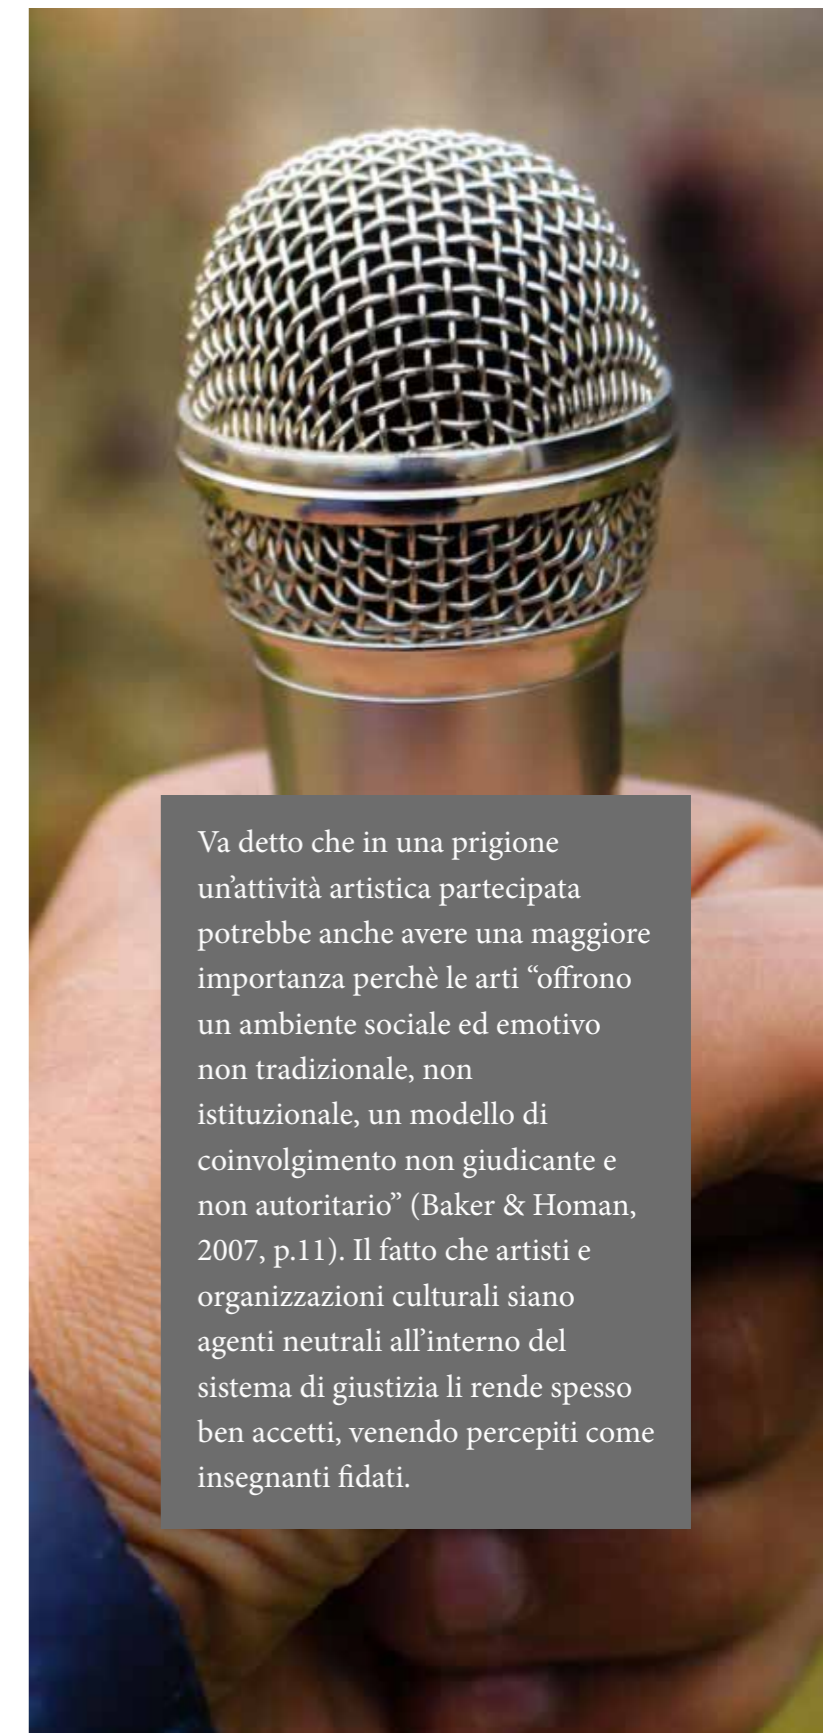 Va detto che in una prigione
un’attività artistica partecipata
potrebbe anche avere una maggiore
importanza perchè le arti “offrono
un ambiente sociale ed emotivo
non tradizionale, non
istituzionale, un modello di
coinvolgimento non giudicante e
non autoritario” (Baker & Homan,
2007, p.11). Il fatto che artisti e
organizzazioni culturali siano
agenti neutrali all’interno del
sistema di giustizia li rende spesso
ben accetti, venendo percepiti come
insegnanti fidati.